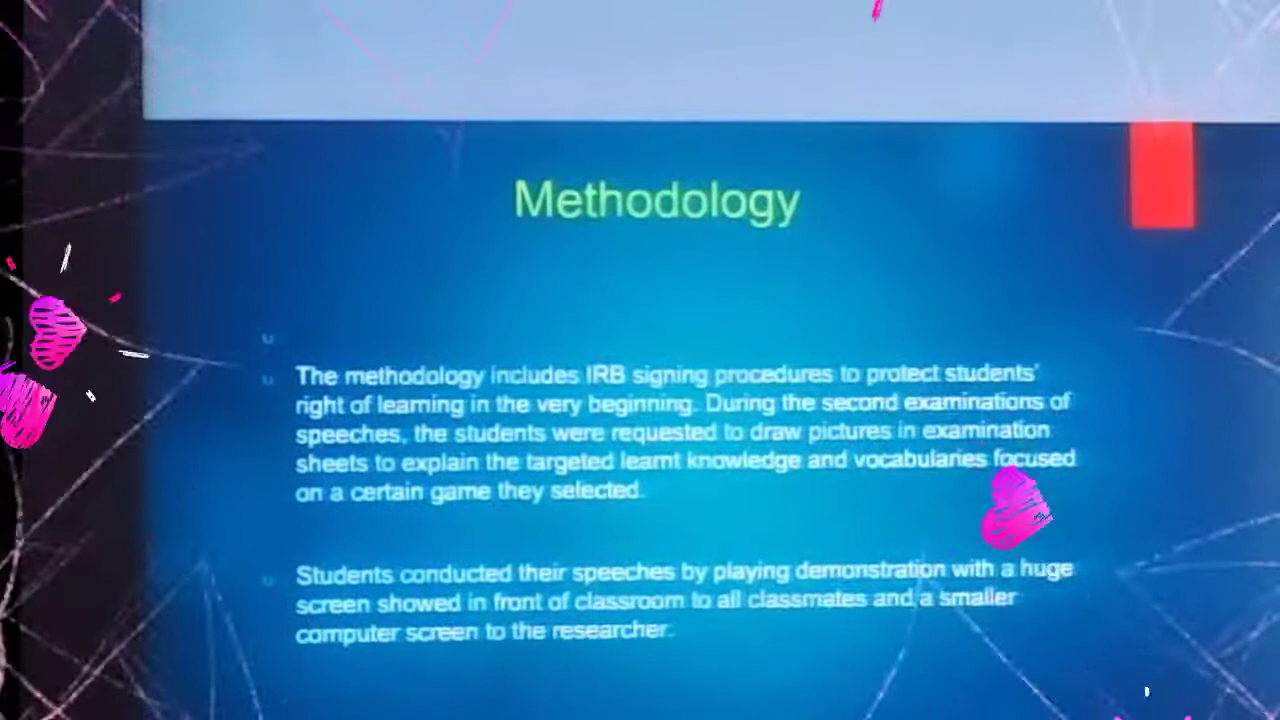 Methodology
The methodology includes IRB signing procedures to protect students'
right of learning in the very beginning. During the second examinations of
speeches, the students were requested to draw pictures in examination
sheets to explain the targeted learnt knowledge and vocabularies focused
on a certain game they selected.
Students conducted their speeches by playing demonstration with a huge
screen showed in front of classroom to all classmates and a smaller
computer screen to the researcher.